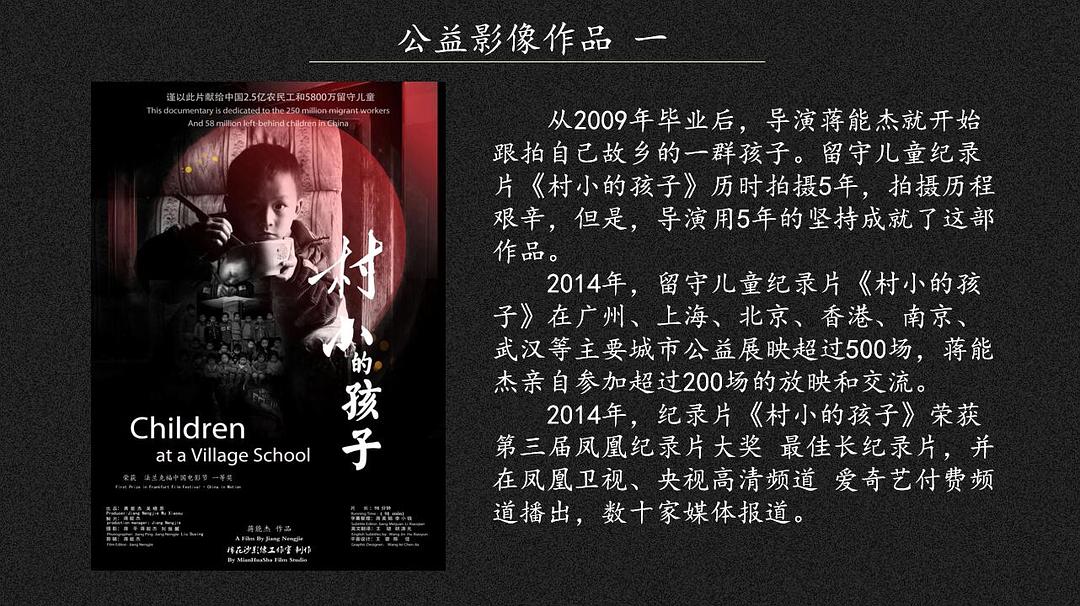 公益影像作品 一
谨以此片献给中国2.5亿农民工和5800万留守儿童
This documentary is dedicated to the 250 million migrant workers
And 58 million left-behind children in China
村小的孩子
Children
at a Village School
荣获 法兰克福中国电影节 一等奖
First Prize in Frankfurt Film Festival - China in Motion
蒋能杰 作品
A Film By Jiang Nengjie
棉花沙影像工作室 制作
By MianHuaSha Film Studio
从2009年毕业后，导演蒋能杰就开始
跟拍自己故乡的一群孩子。留守儿童纪录
片《村小的孩子》历时拍摄5年，拍摄历程
艰辛，但是，导演用5年的坚持成就了这部
作品。
2014年，留守儿童纪录片《村小的孩
子》在广州、上海、北京、香港、南京、
武汉等主要城市公益展映超过500场，蒋能
杰亲自参加超过200场的放映和交流。
2014年，纪录片《村小的孩子》荣获
第三届凤凰纪录片大奖 最佳长纪录片，并
在凤凰卫视、央视高清频道 爱奇艺付费频
道播出，数十家媒体报道。